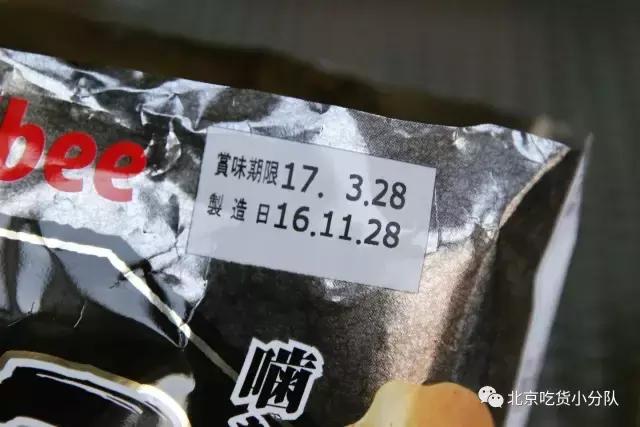 bee
賞味期限17. 3.28
製造日16.11.28
噛
北京吃货小分队